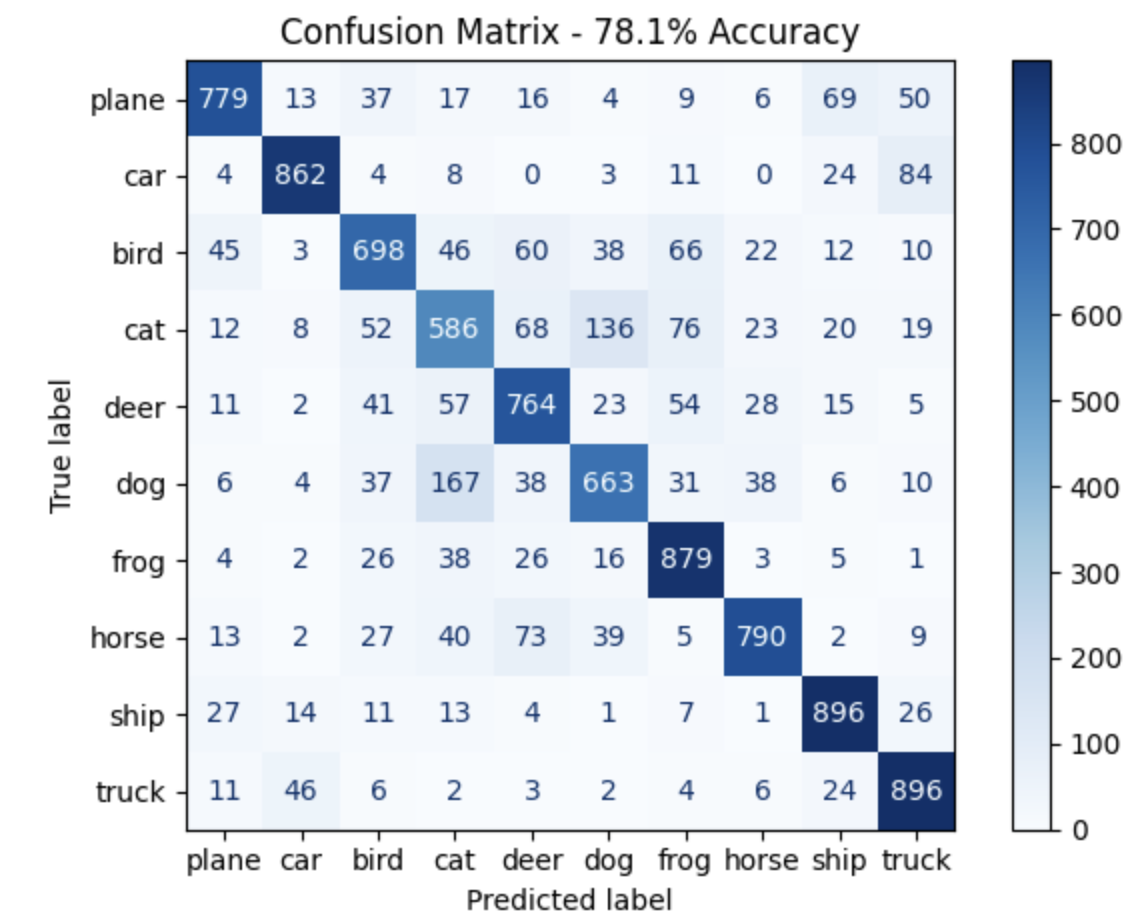 Confusion Matrix - 78.1% Accuracy
plane 779 13 37 17 16 4 9 6 69 50
car 4 862 4 8 0 3 11 0 24 84
bird 45 3 698 46 60 38 66 22 12 10
cat 12 8 52 586 68 136 76 23 20 19
deer 11 2 41 57 764 23 54 28 15 5
dog 6 4 37 167 38 663 31 38 6 10
frog 4 2 26 38 26 16 879 3 5 1
horse 13 2 27 40 73 39 5 790 2 9
ship 27 14 11 13 4 1 7 1 896 26
truck 11 46 6 2 3 2 4 6 24 896
plane car bird cat deer dog frog horse ship truck
Predicted label
True label
800
700
600
500
400
300
200
100
0